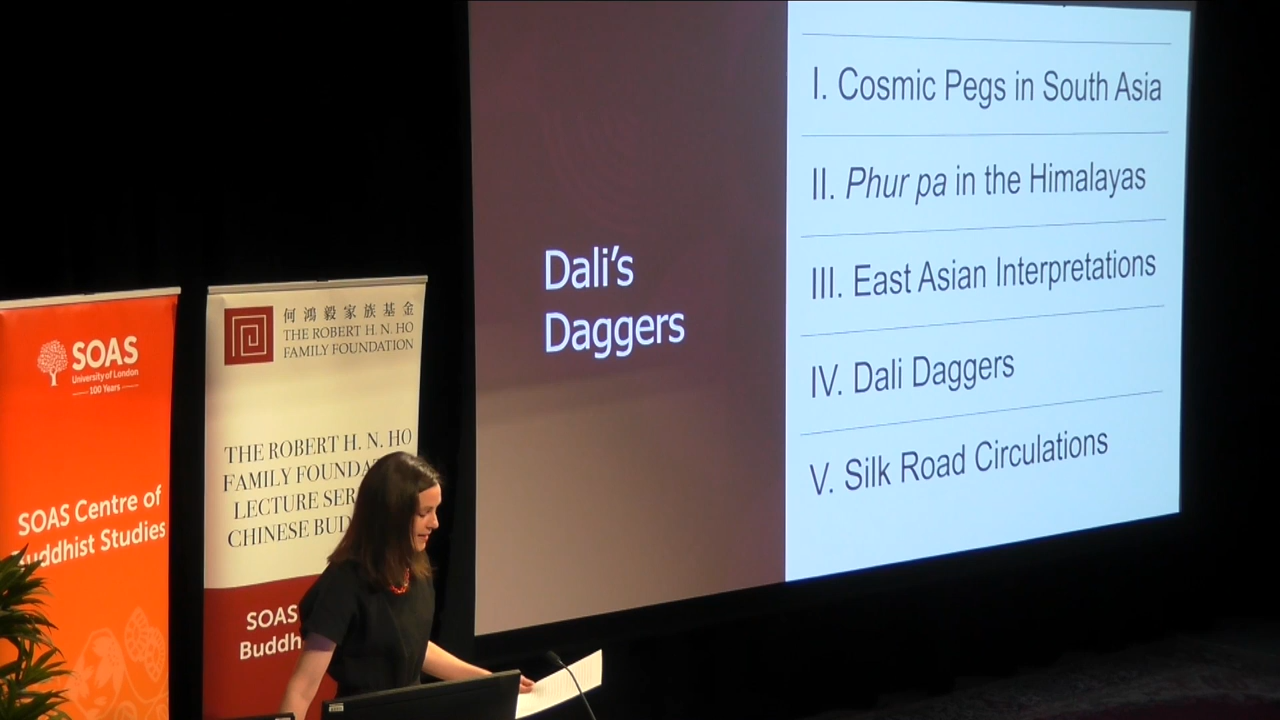 SOAS
University of London
100 Years
SOAS Centre of
Buddhist Studies
何鴻毅家族基金
THE ROBERT H. N. HO
FAMILY FOUNDATION
THE ROBERT H. N. HO
FAMILY FOUNDA
LECTURE SER
CHINESE BUD
SOAS
Buddh
Dali's
Daggers
I. Cosmic Pegs in South Asia
II. Phur pa in the Himalayas
III. East Asian Interpretations
IV. Dali Daggers
V. Silk Road Circulations